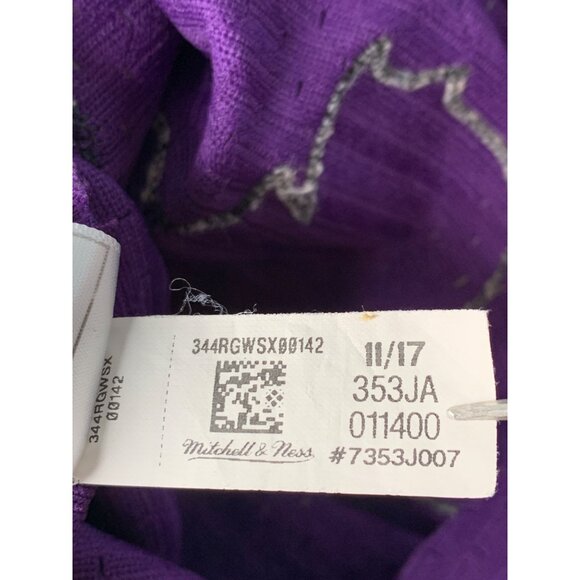 344RGWSX
00142
344RGWSX00142
Mitchell & Ness
11/17
353JA
011400
#7353J007